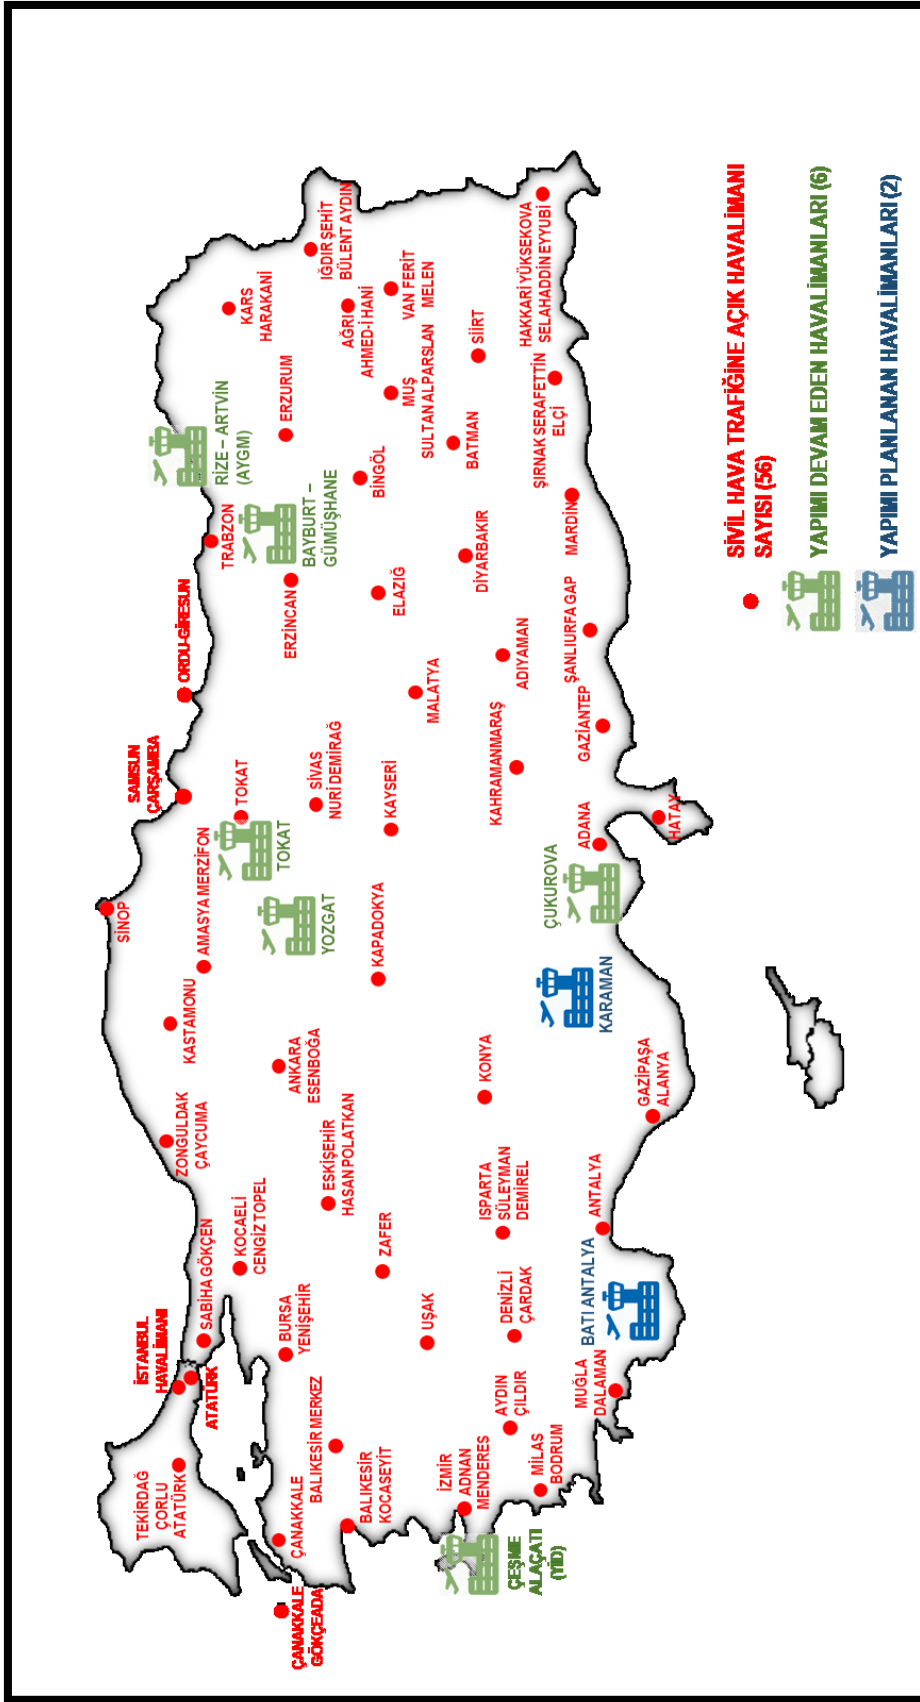 TEKİRDAĞ
ÇORLU
ATATÜRK
İSTANBUL
HAVALİMANI
ATATÜRK
SABİHA GÖKÇEN
KOCAELİ
CENGİZ TOPEL
ZONGULDAK
ÇAYCUMA
KASTAMONU
SİNOP
AMASYA MERZİFON
SAMSUN
ÇARŞAMBA
TOKAT
TOKAT
YOZGAT
ORDU-GİRESUN
TRABZON
RİZE – ARTVİN
(AYGM)
BAYBURT –
GÜMÜŞHANE
ERZİNCAN
ERZURUM
KARS
HARAKANİ
IĞDIR ŞEHİT
BÜLENT AYDIN
AĞRI
AHMED-İ HANİ
ÇANAKKALE
GÖKÇEADA
ÇANAKKALE
BALIKESİR MERKEZ
BALIKESİR
KOCASEYİT
BURSA
YENİŞEHİR
ESKİŞEHİR
HASAN POLATKAN
ANKARA
ESENBOĞA
ZAFER
UŞAK
KAPADOKYA
KAYSERİ
SİVAS
NURİ DEMİRAĞ
MALATYA
ELAZIĞ
BİNGÖL
MUŞ
SULTAN ALPARSLAN
VAN FERİT
MELEN
ÇEŞME
ALAÇATI
(YİD)
İZMİR
ADNAN
MENDERES
AYDIN
ÇILDIR
MİLAS
BODRUM
MUĞLA
DALAMAN
DENİZLİ
ÇARDAK
ISPARTA
SÜLEYMAN
DEMİREL
KONYA
BATI ANTALYA
ANTALYA
GAZİPAŞA
ALANYA
KARAMAN
ÇUKUROVA
ADANA
HATAY
KAHRAMANMARAŞ
GAZİANTEP
ADIYAMAN
ŞANLIURFA GAP
DİYARBAKIR
MARDİN
BATMAN
SİİRT
ŞIRNAK SERAFETTİN
ELÇİ
HAKKARİ YÜKSEKOVA
SELAHADDİN EYYUBİ
SİVİL HAVA TRAFİĞİNE AÇIK HAVALİMANI
SAYISI (56)
YAPIMI DEVAM EDEN HAVALİMANLARI (6)
YAPIMI PLANLANAN HAVALİMANLARI (2)